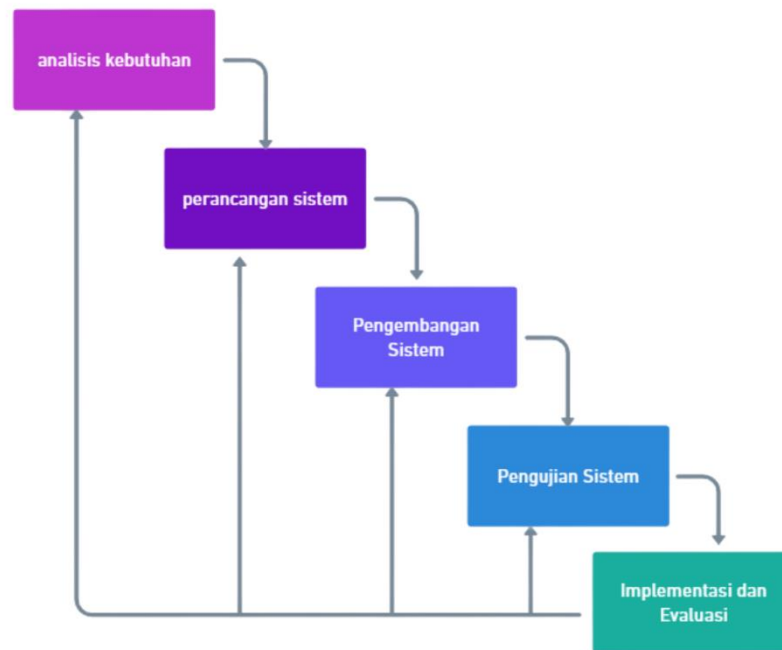 analisis kebutuhan
perancangan sistem
Pengembangan
Sistem
Pengujian Sistem
Implementasi dan
Evaluasi